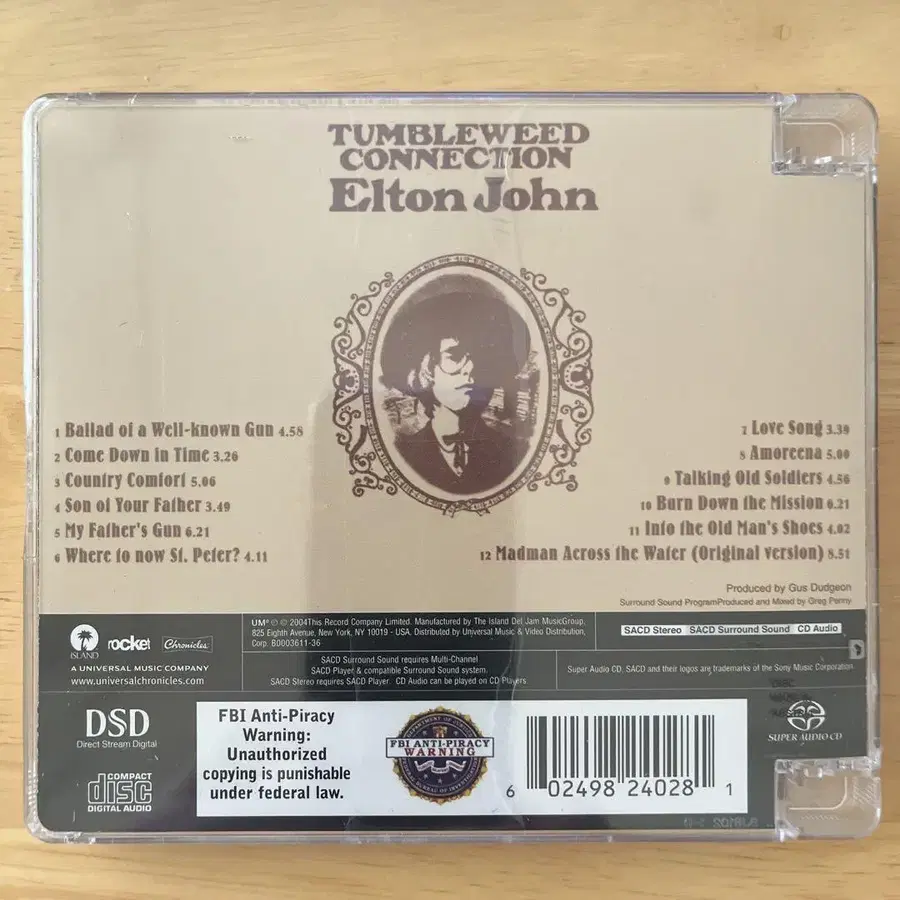 TUMBLEWEED
CONNECTION
Elton John
1 Ballad of a Well-known Gun 4.58
2 Come Down in Time 3.26
3 Country Comfort 5.06
4 Son of Your Father 3.49
5 My Father's Gun 6.21
6 Where to now St. Peter? 4.11
7 Love Song 3.39
8 Amoreena 5.00
9 Talking Old Soldiers 4.56
10 Burn Down the Mission 6.21
11 Into the Old Man's Shoes 4.02
12 Madman Across the Water (Original version) 8.51
Produced by Gus Dudgeon
Surround Sound ProgramProduced and Mixed by Greg Penny
ISLAND
rocket
Chronicles
A UNIVERSAL MUSIC COMPANY
www.universalchronicles.com
UMe ℗ © 2004This Record Company Limited. Manufactured by The Island Def Jam MusicGroup,
825 Eighth Avenue, New York, NY 10019 - USA. Distributed by Universal Music & Video Distribution,
Corp. B0003611-36
SACD Stereo SACD Surround Sound CD Audio
SACD Surround Sound requires Multi-Channel
SACD Player & compatible Surround Sound system.
SACD Stereo requires SACD Player. CD Audio can be played on CD Players
Super Audio CD, SACD and their logos are trademarks of the Sony Music Corporation
DSD
Direct Stream Digital
COMPACT
disc
DIGITAL AUDIO
FBI Anti-Piracy
Warning:
Unauthorized
copying is punishable
under federal law.
DEPARTMENT OF JUSTICE
FBI ANTI-PIRACY
WARNING
FEDERAL BUREAU OF INVESTIGATION
6 02498 24028 1
SUPER AUDIO CD